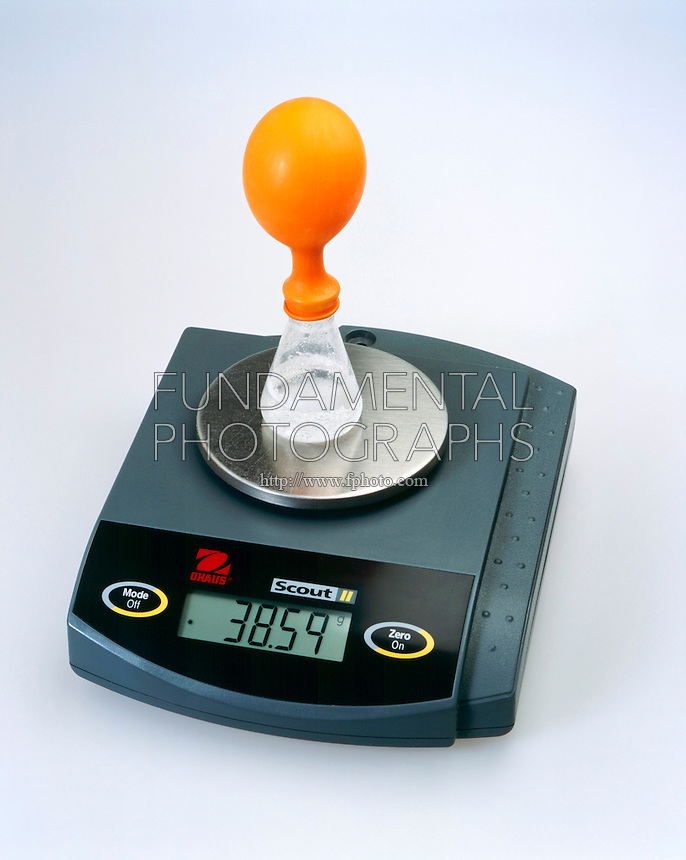 FUNDAMENTAL
PHOTOGRAPHS
http://www.fphoto.com
OHAUS®
Scout II
Mode
Off
38.59 g
Zero
On